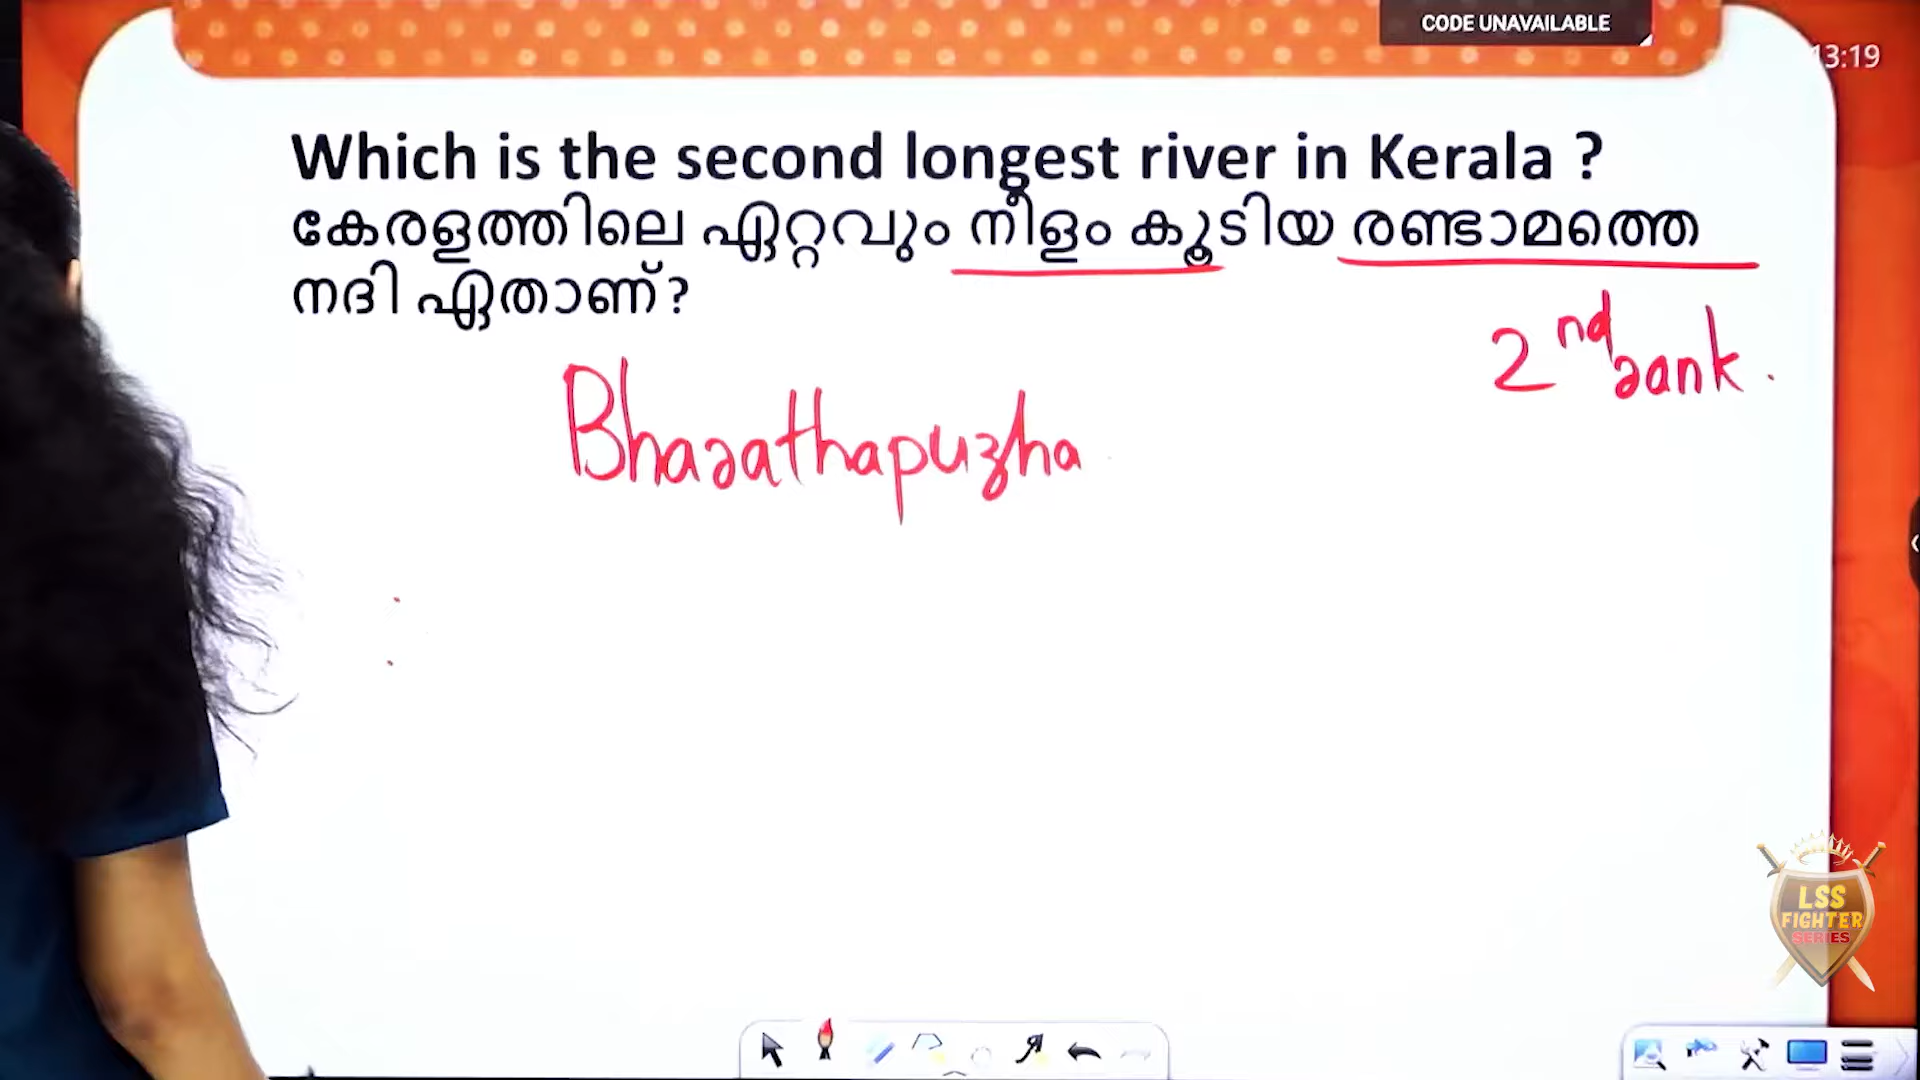 CODE UNAVAILABLE
13:19
Which is the second longest river in Kerala ?
കേരളത്തിലെ ഏറ്റവും നീളം കൂടിയ രണ്ടാമത്തെ
നദി ഏതാണ്?
2nd rank.
Bharathapuzha
LSS
FIGHTER
SERIES